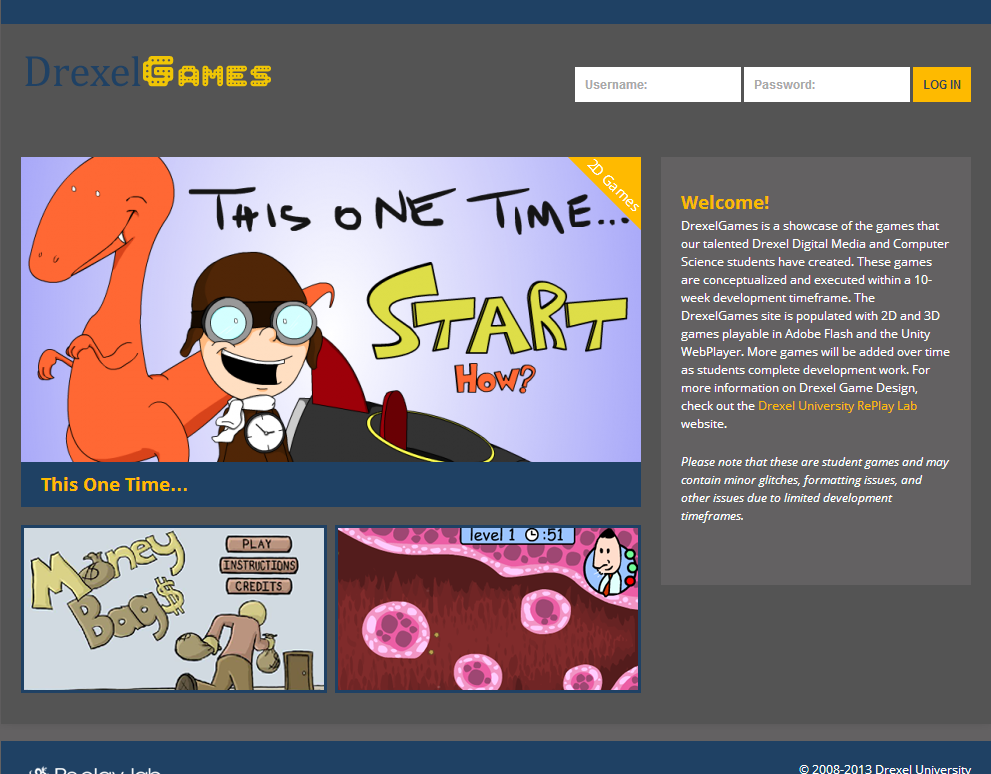 DrexelGAMES
Username:
Password:
LOG IN
THIS ONE TIME...
2D Games
START
HOW?
This One Time...
Welcome!
DrexelGames is a showcase of the games that
our talented Drexel Digital Media and Computer
Science students have created. These games
are conceptualized and executed within a 10-
week development timeframe. The
DrexelGames site is populated with 2D and 3D
games playable in Adobe Flash and the Unity
WebPlayer. More games will be added over time
as students complete development work. For
more information on Drexel Game Design,
check out the Drexel University RePlay Lab
website.
Please note that these are student games and may
contain minor glitches, formatting issues, and
other issues due to limited development
timeframes.
Money
Bag$
PLAY
INSTRUCTIONS
CREDITS
level 1 :51
Replay lab
© 2008-2013 Drexel University